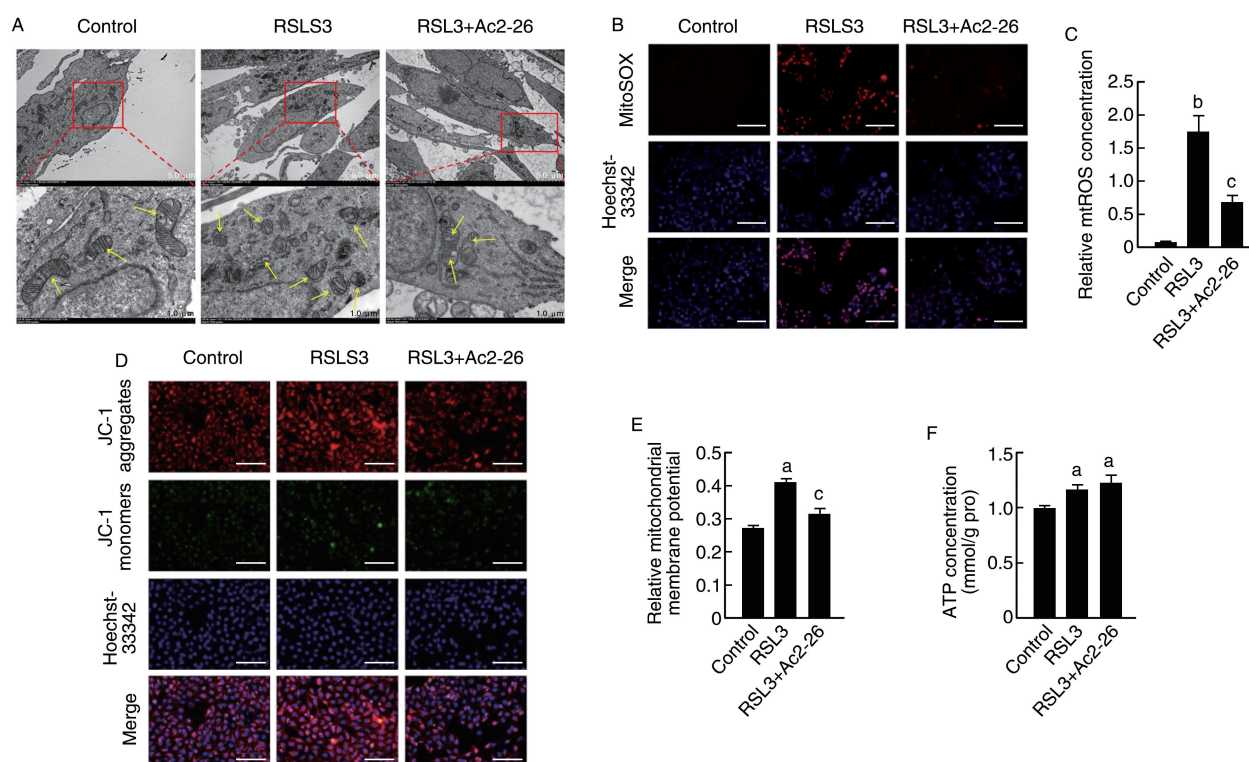 A
Control
RSLS3
RSL3+Ac2-26
5.0 μm
5.0 μm
5.0 μm
1.0 μm
1.0 μm
1.0 μm
B
Control
RSLS3
RSL3+Ac2-26
MitoSOX
Hoechst-
33342
Merge
C
Relative mtROS concentration
2.5
2.0
1.5
1.0
0.5
0
b
c
Control
RSL3
RSL3+Ac2-26
D
Control
RSLS3
RSL3+Ac2-26
JC-1
aggregates
JC-1
monomers
Hoechst-
33342
Merge
E
Relative mitochondrial
membrane potential
0.5
0.4
0.3
0.2
0.1
0
a
c
Control
RSL3
RSL3+Ac2-26
F
ATP concentration
(mmol/g pro)
1.5
1.0
0.5
0
a
a
Control
RSL3
RSL3+Ac2-26